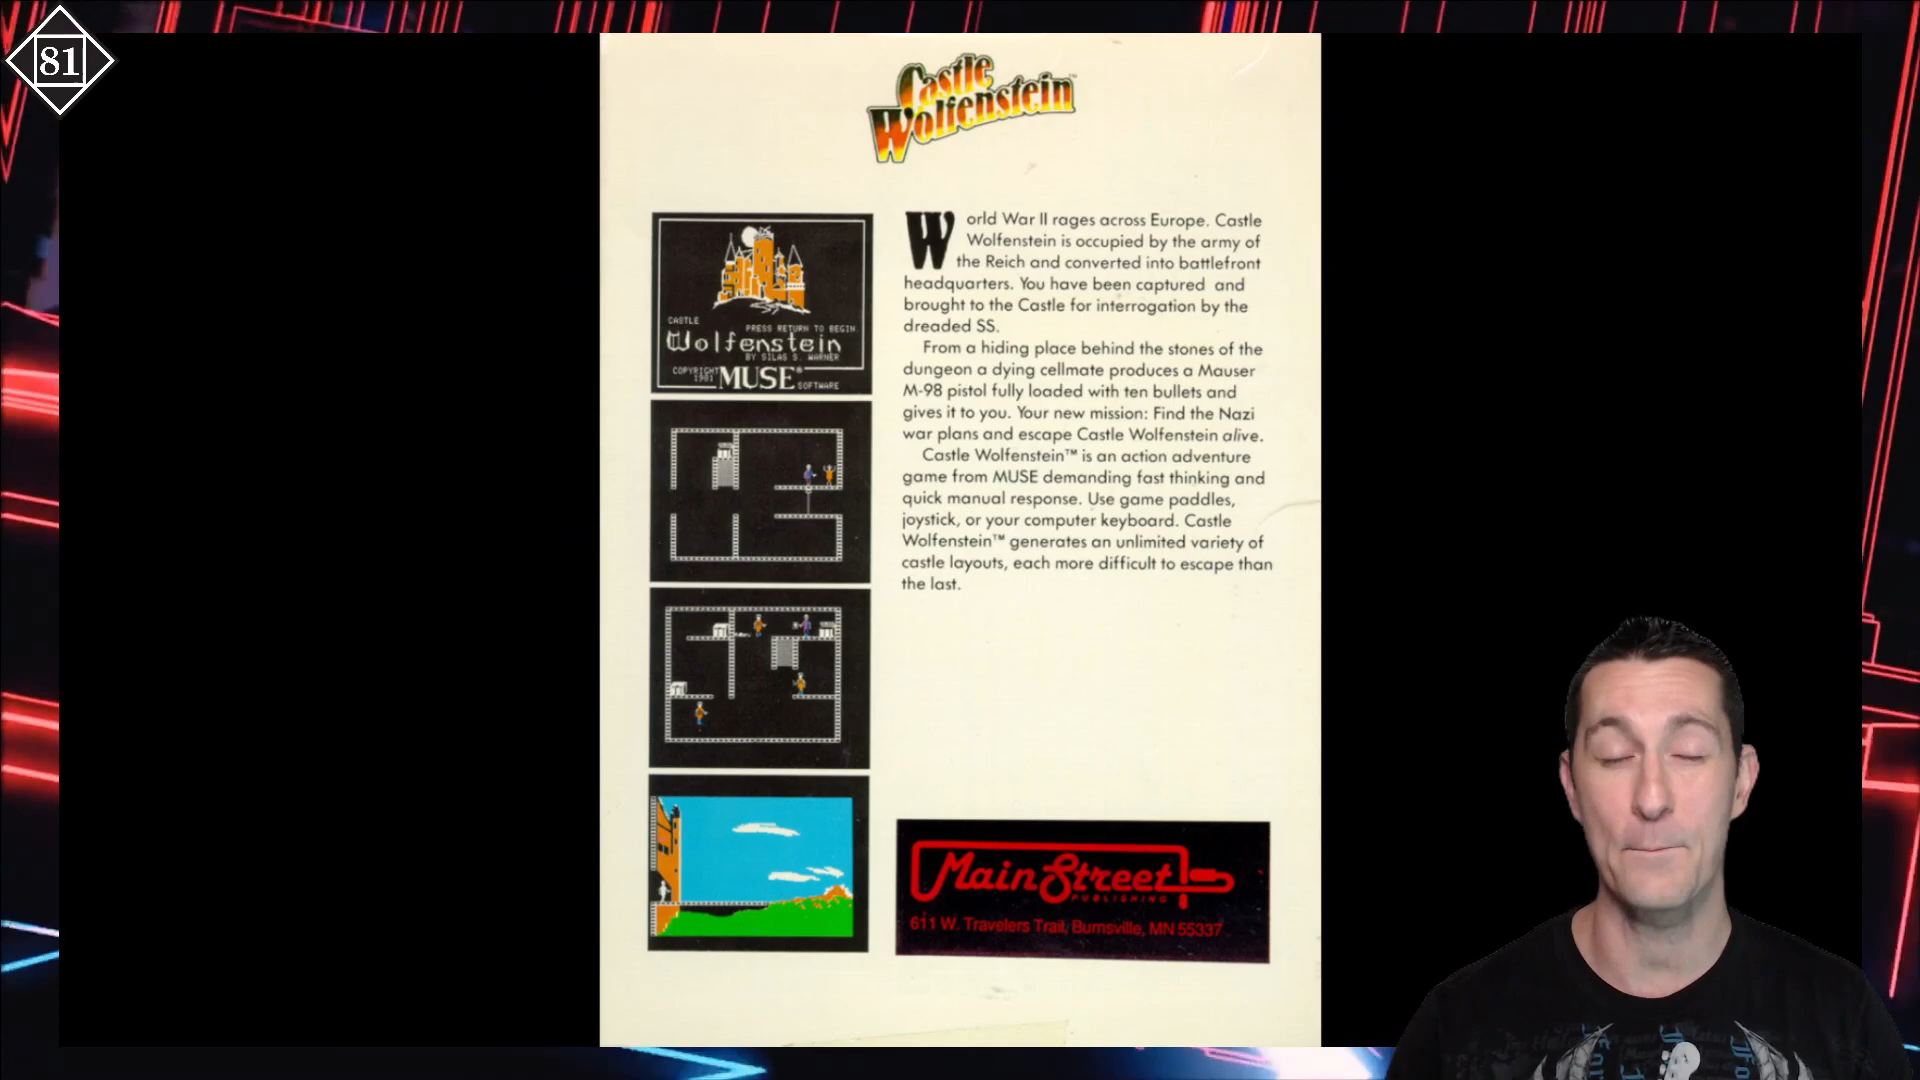 81
Castle
Wolfenstein™
CASTLE
PRESS RETURN TO BEGIN
Wolfenstein
BY SILAS S. WARNER
COPYRIGHT
1981
MUSE®
SOFTWARE
World War II rages across Europe. Castle
Wolfenstein is occupied by the army of
the Reich and converted into battlefront
headquarters. You have been captured and
brought to the Castle for interrogation by the
dreaded SS.
From a hiding place behind the stones of the
dungeon a dying cellmate produces a Mauser
M-98 pistol fully loaded with ten bullets and
gives it to you. Your new mission: Find the Nazi
war plans and escape Castle Wolfenstein alive.
Castle Wolfenstein™ is an action adventure
game from MUSE demanding fast thinking and
quick manual response. Use game paddles,
joystick, or your computer keyboard. Castle
Wolfenstein™ generates an unlimited variety of
castle layouts, each more difficult to escape than
the last.
MainStreet
PUBLISHING
611 W. Travelers Trail, Burnsville, MN 55337